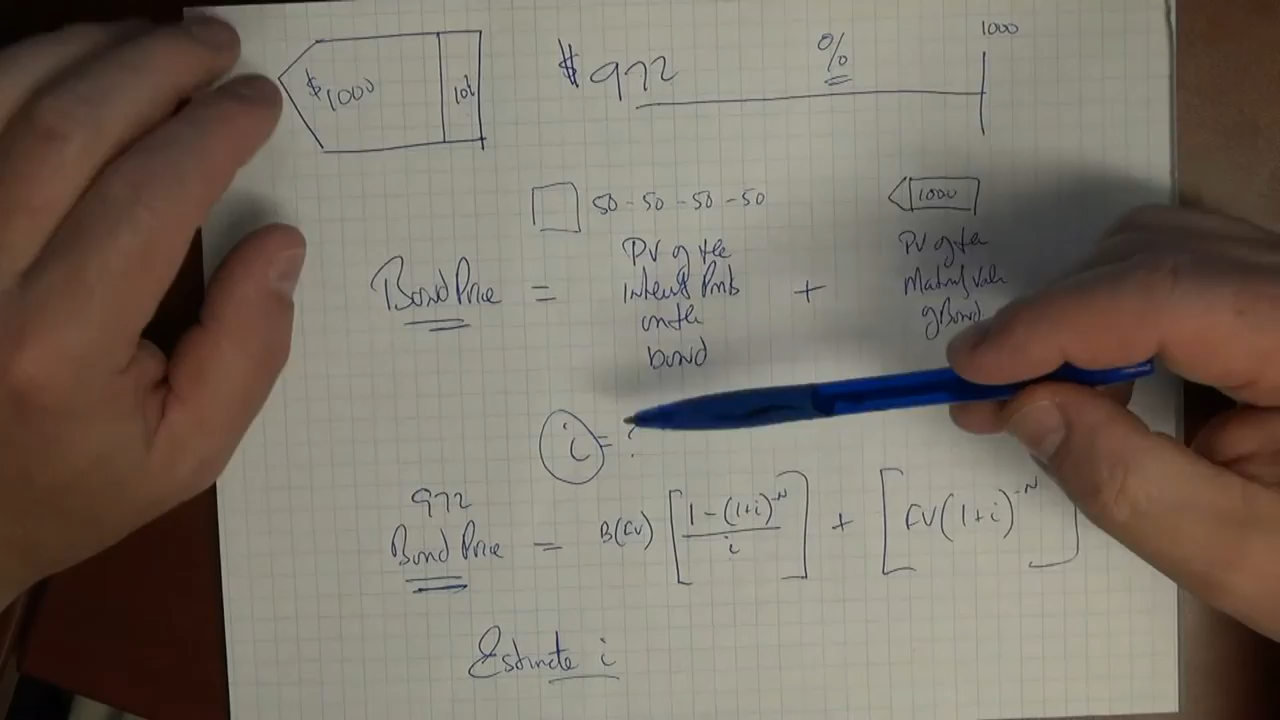 1000
$1000
10%
$972
%
50 - 50 - 50 - 50
1000
Bond Price =
PV of the
Interest Pmts
on the
bond
+
PV of the
Maturity Value
of Bond
i = ?
972
Bond Price = B(FV) [1-(1+i)^-N / i] + [FV(1+i)^-N]
Estimate i